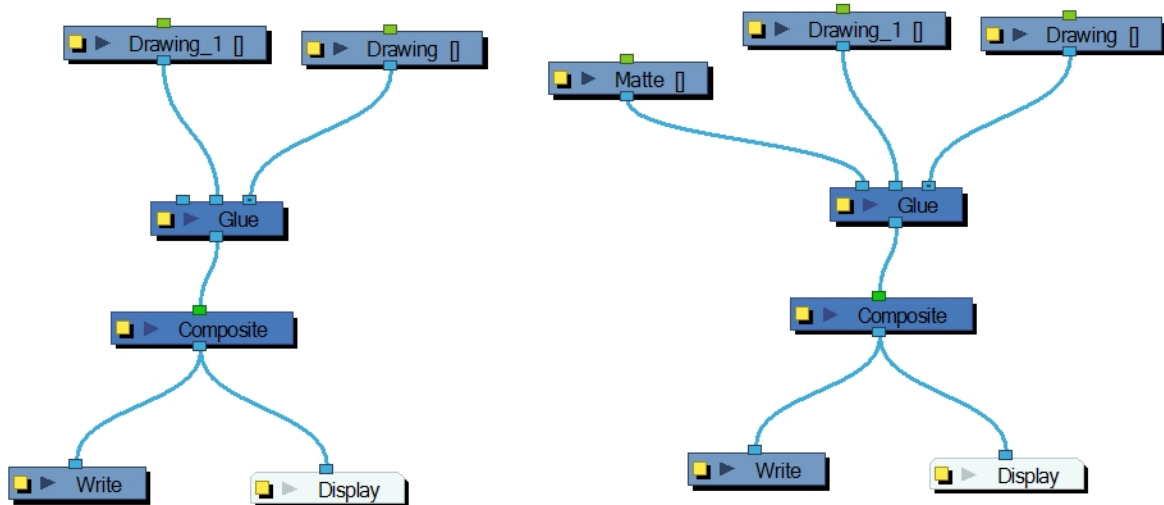 Drawing_1 []
Drawing []
Glue
Composite
Write
Display
Drawing_1 []
Drawing []
Matte []
Glue
Composite
Write
Display